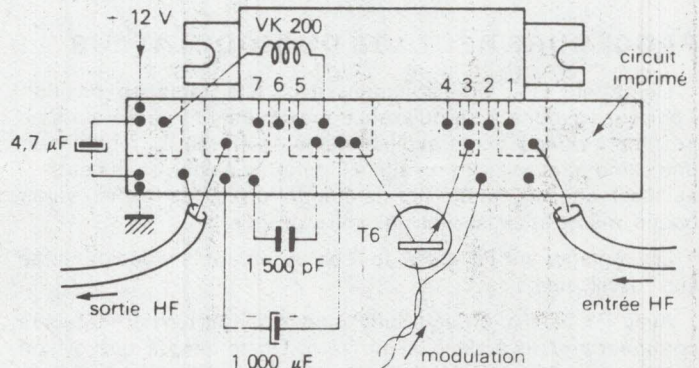 + 12 V
VK 200
circuit
imprimé
7 6 5
4 3 2 1
4,7 µF
T6
1 500 pF
sortie HF
entrée HF
modulation
1 000 µF